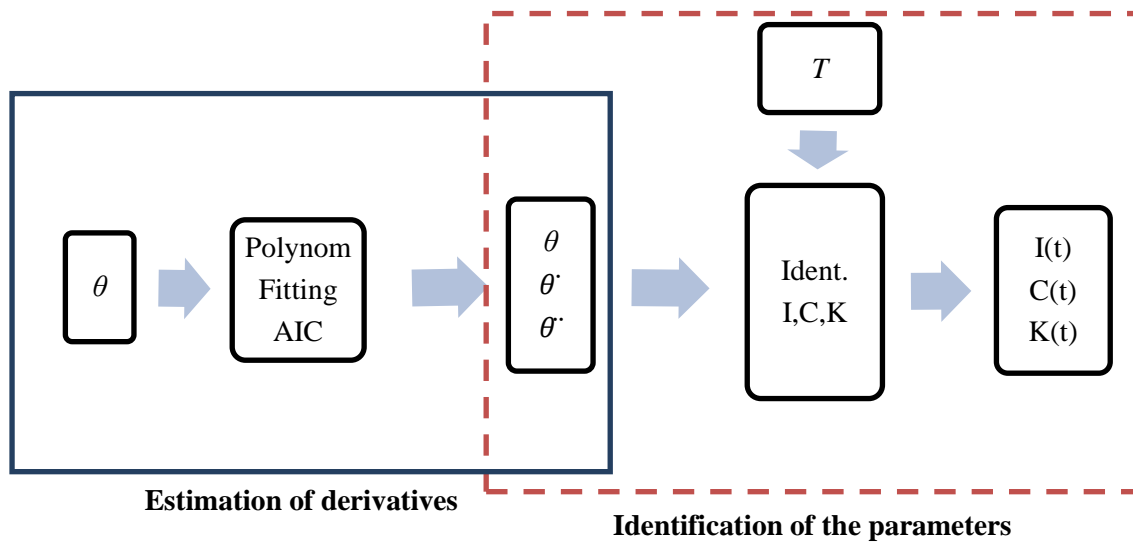 T
θ
Polynom
Fitting
AIC
θ
θ˙
θ¨
Ident.
I,C,K
I(t)
C(t)
K(t)
Estimation of derivatives
Identification of the parameters